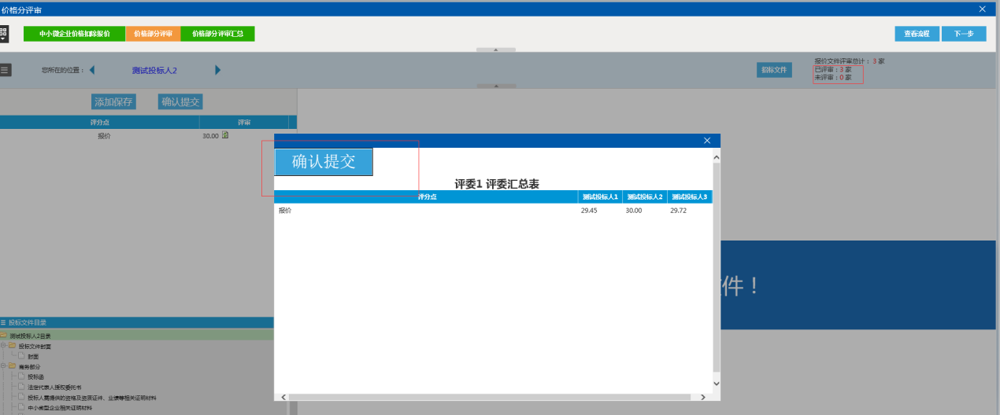 价格分评审
中小微企业价格扣除报价 价格部分评审 价格部分评审汇总 查看流程 下一步
您所在的位置： 测试投标人2 招标文件
报价文件评审总计： 3 家
已评审：3 家
未评审：0 家
添加保存 确认提交
评分点 评审
报价 30.00
确认提交
评委1 评委汇总表
评分点 测试投标人1 测试投标人2 测试投标人3
报价 29.45 30.00 29.72
件！
投标文件目录
测试投标人2目录
投标文件封面
封面
商务部分
投标函
法定代表人授权委托书
投标人需提供的资格及资质证件、业绩等相关证明材料
中小微型企业相关证明材料